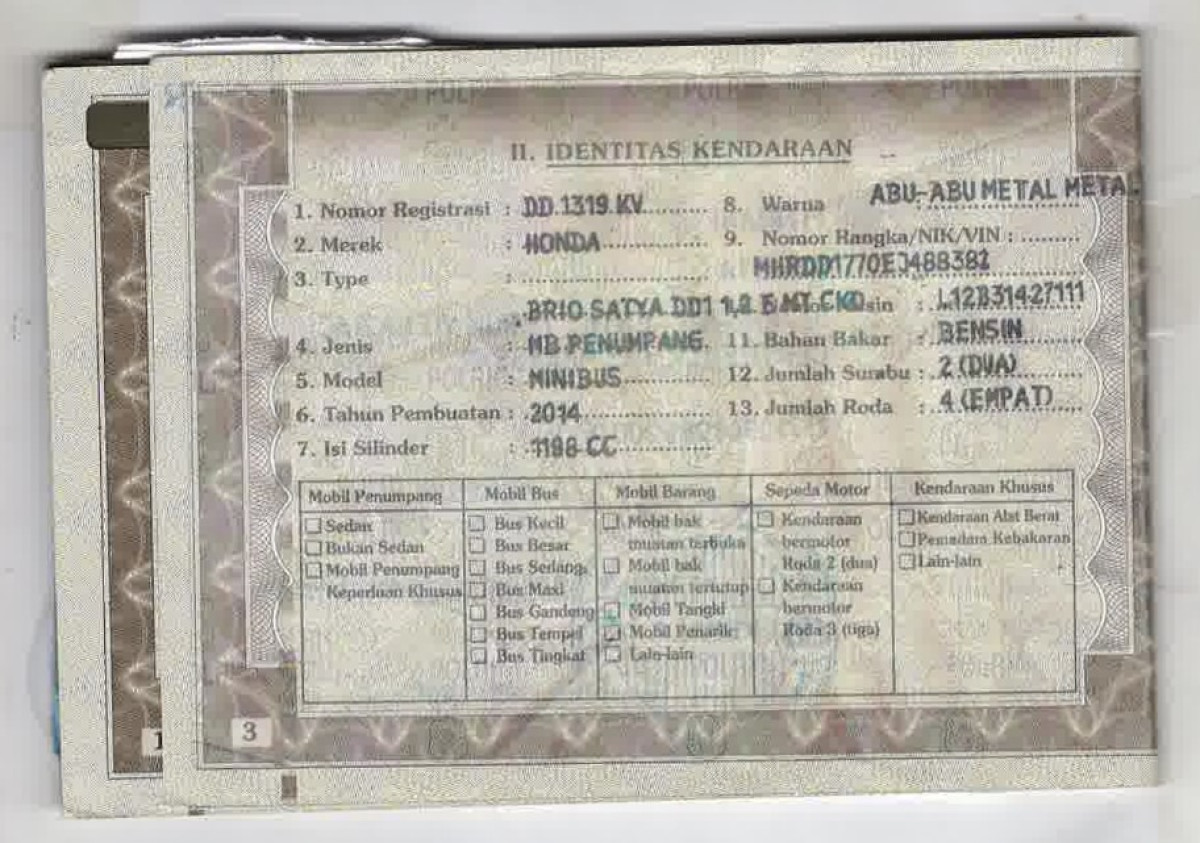 II. IDENTITAS KENDARAAN
1. Nomor Registrasi : DD.1319.KV
2. Merek : HONDA
3. Type :
BRIO SATYA DD1 1,2 E MT CKD
4. Jenis : MB PENUMPANG.
5. Model : MINIBUS
6. Tahun Pembuatan : 2014
7. Isi Silinder : 1198 CC
8. Warna : ABU-ABU METAL META
9. Nomor Rangka/NIK/VIN :
MHRDD1770EJ488382
sin : L12B31427111
11. Bahan Bakar : BENSIN
12. Jumlah Sumbu : 2 (DUA)
13. Jumlah Roda : 4 (EMPAT)
Mobil Penumpang
Sedan
Bukan Sedan
Mobil Penumpang
Keperluan Khusus
Mobil Bus
Bus Kecil
Bus Besar
Bus Sedang
Bus Maxi
Bus Gandeng
Bus Tempel
Bus Tingkat
Mobil Barang
Mobil bak
muatan terbuka
Mobil bak
muatan tertutup
Mobil Tangki
Mobil Penarik
Lain-lain
Sepeda Motor
Kendaraan
bermotor
Roda 2 (dua)
Kendaraan
bermotor
Roda 3 (tiga)
Kendaraan Khusus
Kendaraan Alat Berat
Pemadam Kebakaran
Lain-lain
3